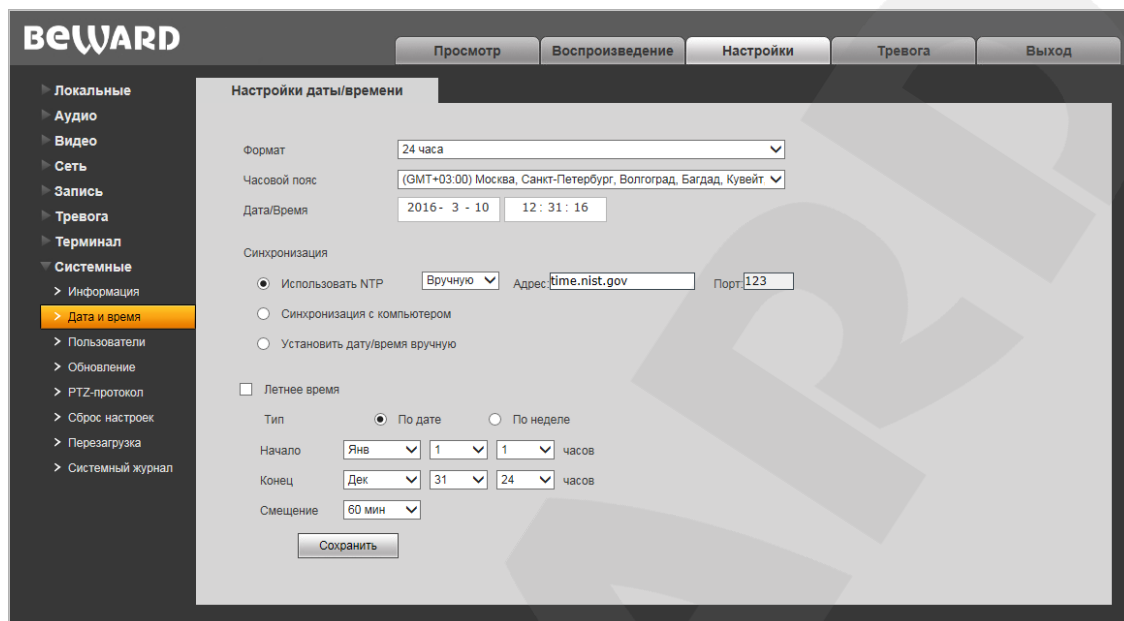 BEWARD
Просмотр Воспроизведение Настройки Тревога Выход
Локальные
Аудио
Видео
Сеть
Запись
Тревога
Терминал
Системные
> Информация
> Дата и время
> Пользователи
> Обновление
> PTZ-протокол
> Сброс настроек
> Перезагрузка
> Системный журнал
Настройки даты/времени
Формат 24 часа
Часовой пояс (GMT+03:00) Москва, Санкт-Петербург, Волгоград, Багдад, Кувейт
Дата/Время 2016- 3 - 10 12: 31: 16
Синхронизация
Использовать NTP Вручную Адрес:time.nist.gov Порт:123
Синхронизация с компьютером
Установить дату/время вручную
Летнее время
Тип По дате По неделе
Начало Янв 1 1 часов
Конец Дек 31 24 часов
Смещение 60 мин
Сохранить